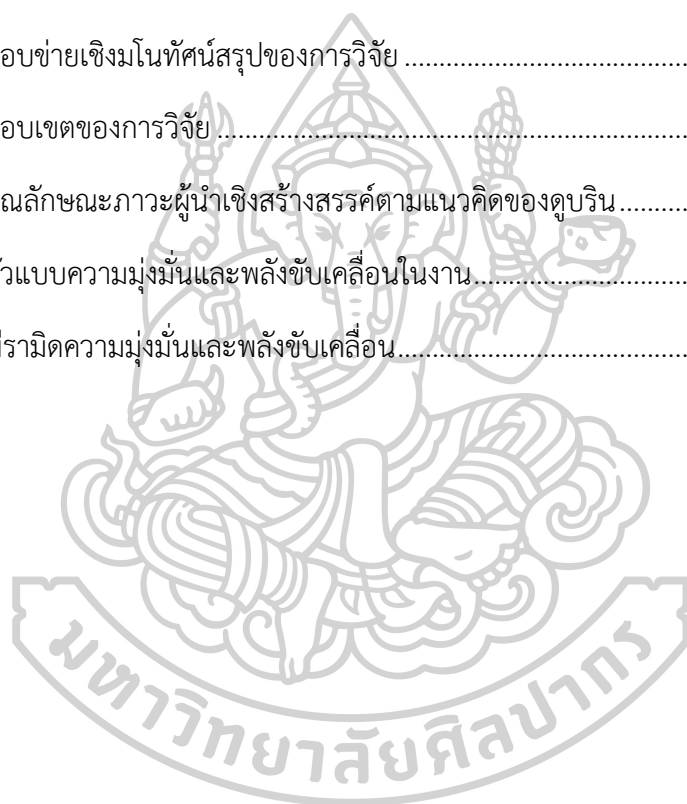 อบข่ายเชิงมโนทัศน์สรุปของการวิจัย ........................................
อบเขตของการวิจัย ........................................................................
ณลักษณะภาวะผู้นำเชิงสร้างสรรค์ตามแนวคิดของดูบริน ..........
ัวแบบความมุ่งมั่นและพลังขับเคลื่อนในงาน ................................
ีรามิดความมุ่งมั่นและพลังขับเคลื่อน ............................................
มหาวิทยาลัยศิลปากร